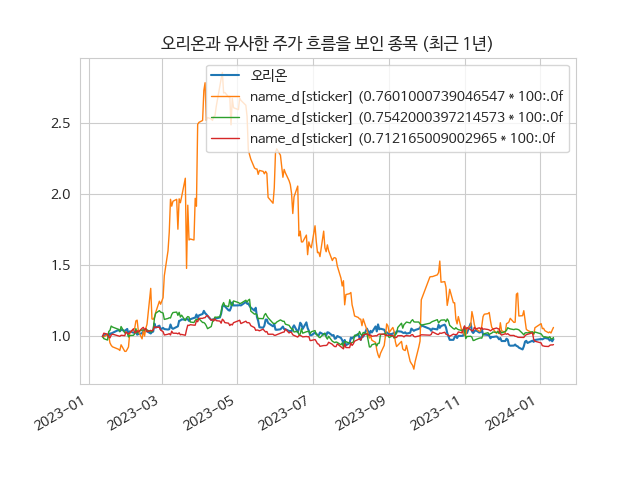 오리온과 유사한 주가 흐름을 보인 종목 (최근 1년)
오리온
name_d[sticker] (0.7601000739046547 * 100:.0f
name_d[sticker] (0.7542000397214573 * 100:.0f
name_d[sticker] (0.712165009002965 * 100:.0f
2.5
2.0
1.5
1.0
2023-01
2023-03
2023-05
2023-07
2023-09
2023-11
2024-01